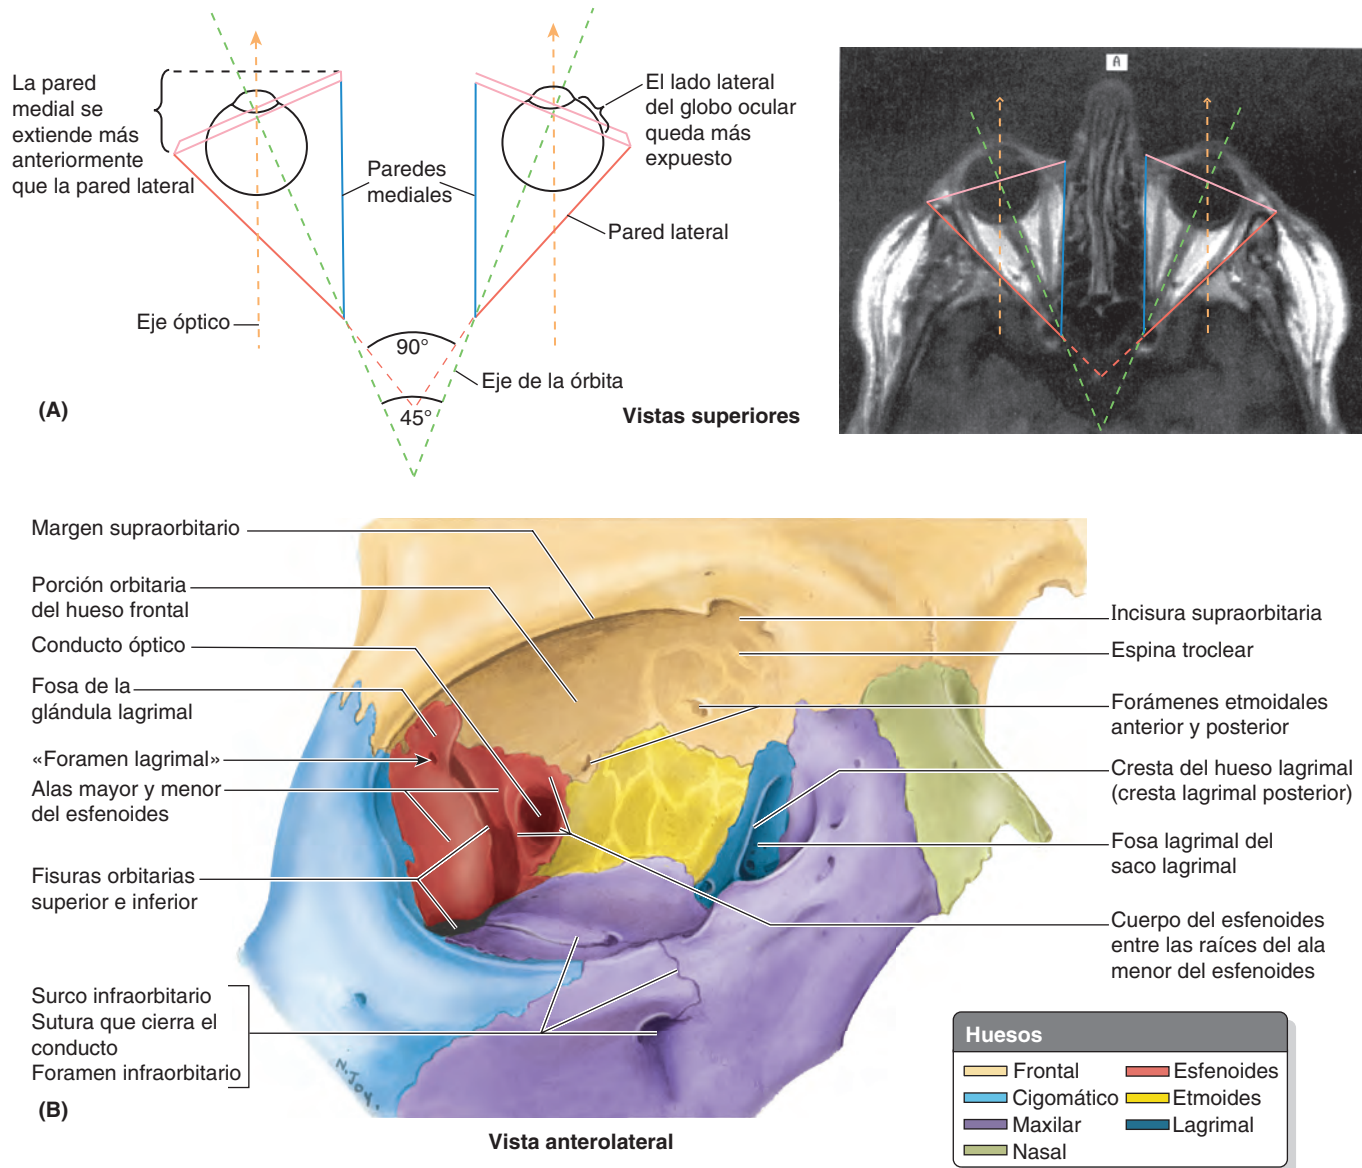 La pared
medial se
extiende más
anteriormente
que la pared lateral
El lado lateral
del globo ocular
queda más
expuesto
Paredes
mediales
Pared lateral
Eje óptico
90°
Eje de la órbita
45°
(A)
Vistas superiores
A
Margen supraorbitario
Porción orbitaria
del hueso frontal
Conducto óptico
Fosa de la
glándula lagrimal
«Foramen lagrimal»
Alas mayor y menor
del esfenoides
Fisuras orbitarias
superior e inferior
Surco infraorbitario
Sutura que cierra el
conducto
Foramen infraorbitario
Incisura supraorbitaria
Espina troclear
Forámenes etmoidales
anterior y posterior
Cresta del hueso lagrimal
(cresta lagrimal posterior)
Fosa lagrimal del
saco lagrimal
Cuerpo del esfenoides
entre las raíces del ala
menor del esfenoides
N. Joy.
(B)
Vista anterolateral
Huesos
Frontal
Esfenoides
Cigomático
Etmoides
Maxilar
Lagrimal
Nasal